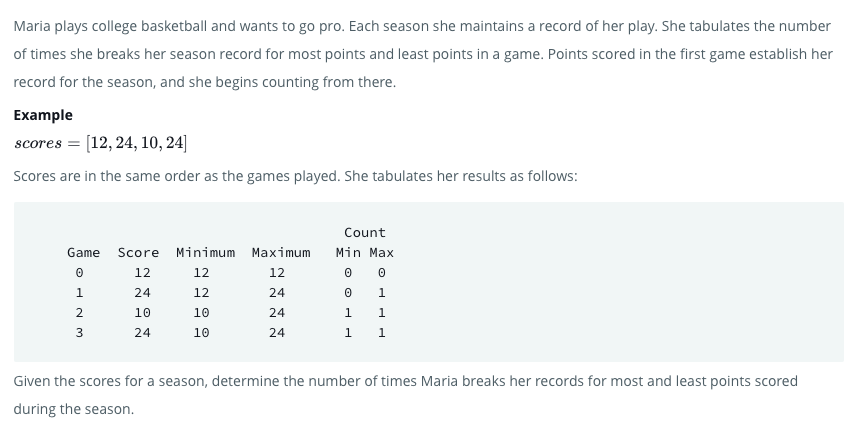 Maria plays college basketball and wants to go pro. Each season she maintains a record of her play. She tabulates the number
of times she breaks her season record for most points and least points in a game. Points scored in the first game establish her
record for the season, and she begins counting from there.
Example
scores = [12, 24, 10, 24]
Scores are in the same order as the games played. She tabulates her results as follows:
Count
Game Score Minimum Maximum Min Max
0 12 12 12 0 0
1 24 12 24 0 1
2 10 10 24 1 1
3 24 10 24 1 1
Given the scores for a season, determine the number of times Maria breaks her records for most and least points scored
during the season.